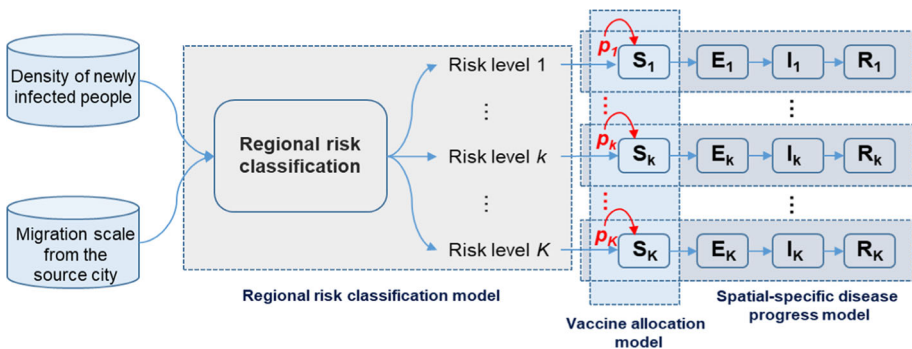 Density of newly
infected people
Migration scale
from the
source city
Regional risk
classification
Risk level 1
⋮
Risk level k
⋮
Risk level K
Regional risk classification model
p1
S1
E1
I1
R1
⋮
⋮
pk
Sk
Ek
Ik
Rk
⋮
⋮
pK
SK
EK
IK
RK
Vaccine allocation
model
Spatial-specific disease
progress model